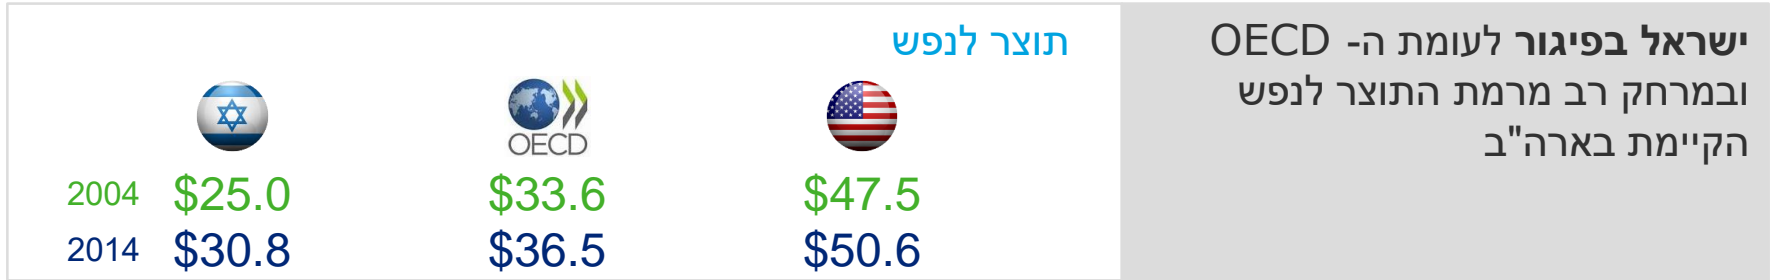 ישראל בפיגור לעומת ה- OECD
ובמרחק רב מרמת התוצר לנפש
הקיימת בארה"ב
תוצר לנפש
OECD
2004 $25.0 $33.6 $47.5
2014 $30.8 $36.5 $50.6